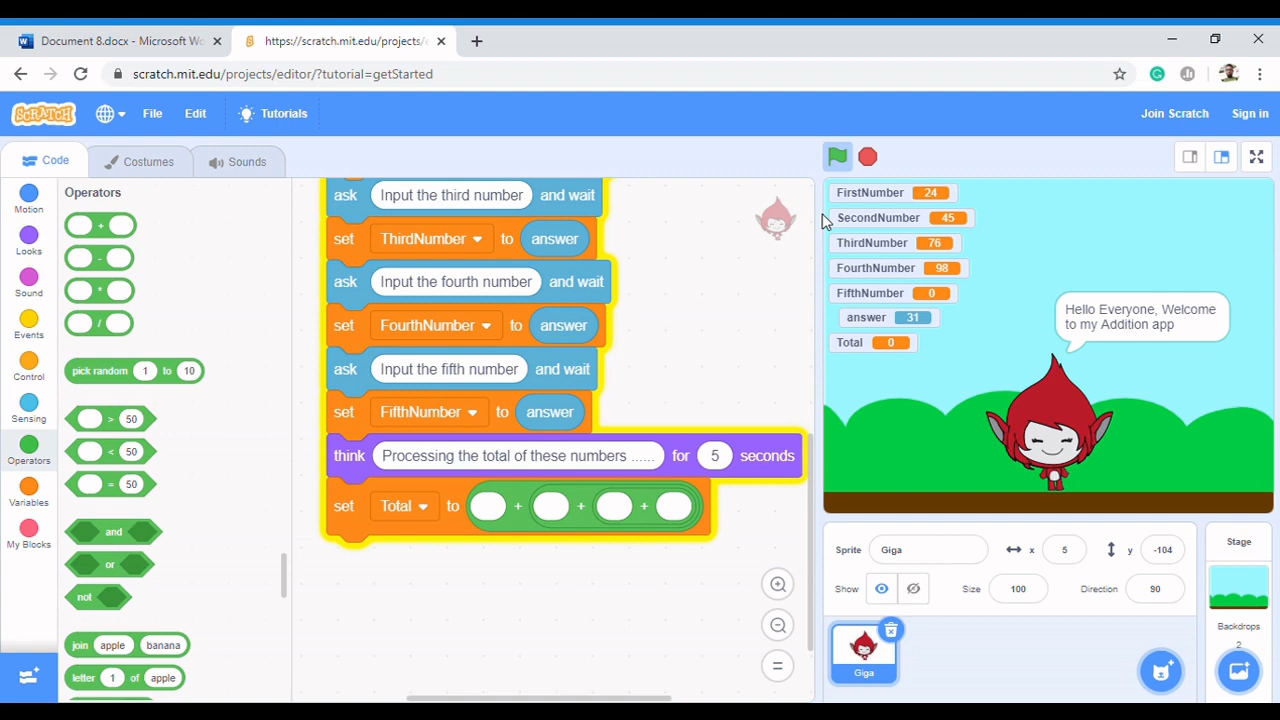 Document 8.docx - Microsoft Wo
https://scratch.mit.edu/projects/e
scratch.mit.edu/projects/editor/?tutorial=getStarted
SCRATCH File Edit Tutorials Join Scratch Sign in
Code Costumes Sounds
Motion
Looks
Sound
Events
Control
Sensing
Operators
Variables
My Blocks
Operators
+
-
*
/
pick random 1 to 10
> 50
< 50
= 50
and
or
not
join apple banana
letter 1 of apple
ask Input the third number and wait
set ThirdNumber to answer
ask Input the fourth number and wait
set FourthNumber to answer
ask Input the fifth number and wait
set FifthNumber to answer
think Processing the total of these numbers ...... for 5 seconds
set Total to + + +
FirstNumber 24
SecondNumber 45
ThirdNumber 76
FourthNumber 98
FifthNumber 0
answer 31
Total 0
Hello Everyone, Welcome
to my Addition app
Sprite Giga x 5 y -104
Show Size 100 Direction 90
Giga
Stage
Backdrops
2